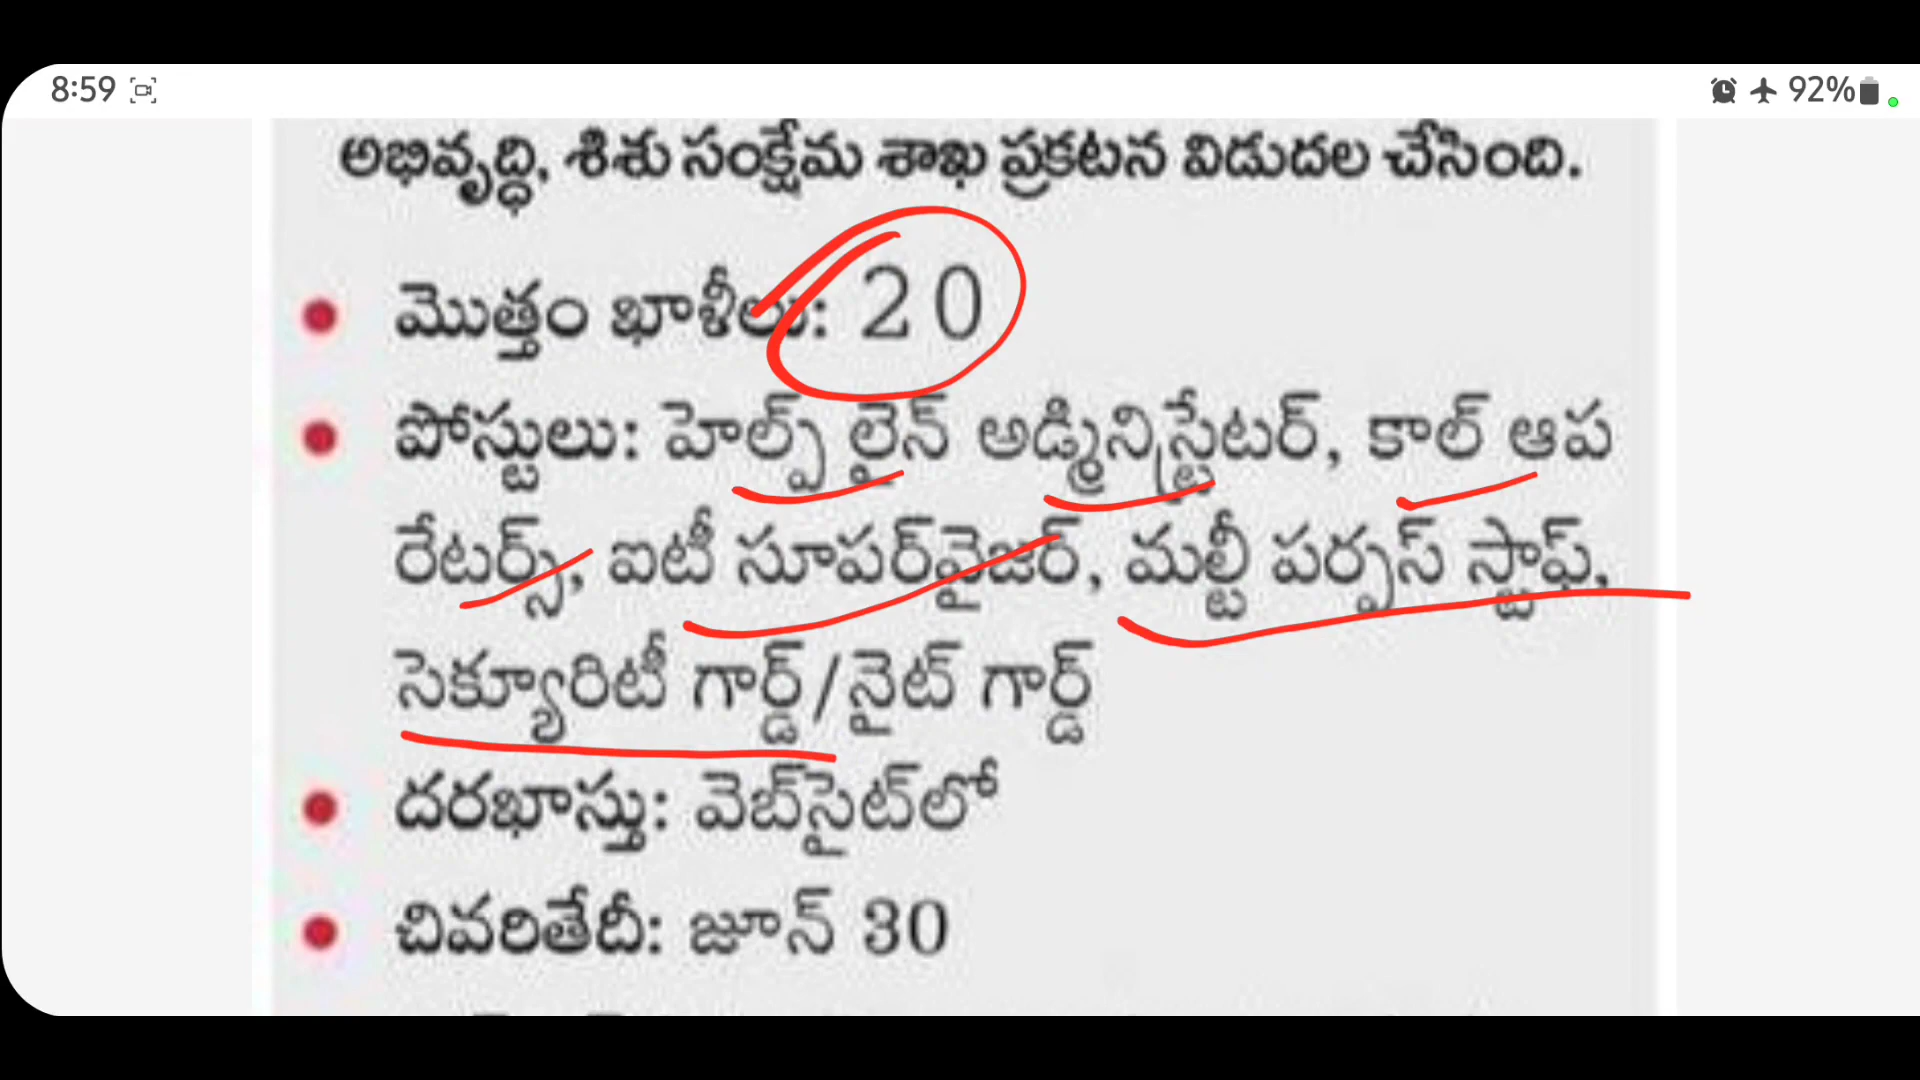 8:59
92%
అభివృద్ధి, శిశు సంక్షేమ శాఖ ప్రకటన విడుదల చేసింది.
• మొత్తం ఖాళీలు: 20
• పోస్టులు: హెల్ప్ లైన్ అడ్మినిస్ట్రేటర్, కాల్ ఆప
రేటర్స్, ఐటీ సూపర్‌వైజర్, మల్టీ పర్పస్ స్టాఫ్,
సెక్యూరిటీ గార్డ్/నైట్ గార్డ్
• దరఖాస్తు: వెబ్‌సైట్‌లో
• చివరితేదీ: జూన్ 30